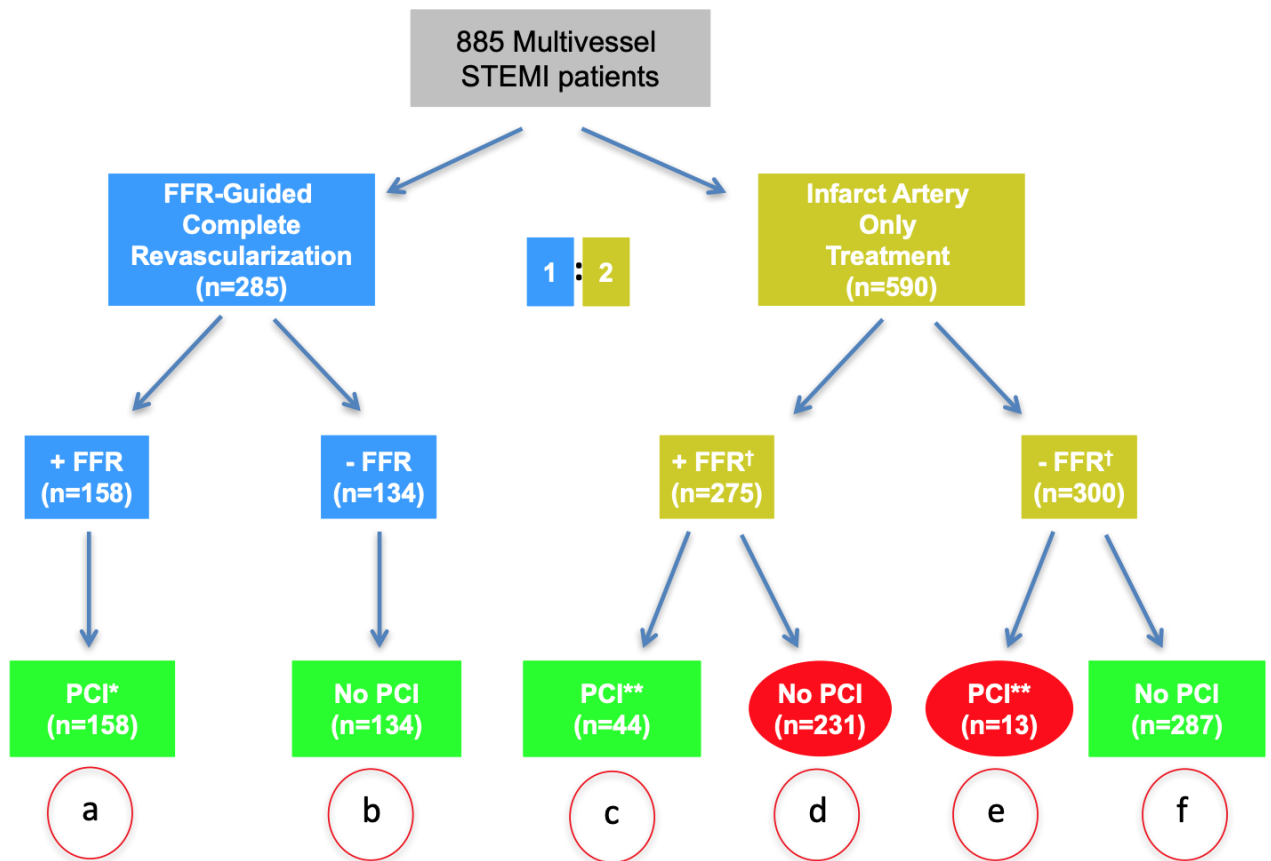 885 Multivessel
STEMI patients
FFR-Guided
Complete
Revascularization
(n=285)
1 : 2
Infarct Artery
Only
Treatment
(n=590)
+ FFR
(n=158)
- FFR
(n=134)
+ FFR†
(n=275)
- FFR†
(n=300)
PCI*
(n=158)
No PCI
(n=134)
PCI**
(n=44)
No PCI
(n=231)
PCI**
(n=13)
No PCI
(n=287)
a
b
c
d
e
f